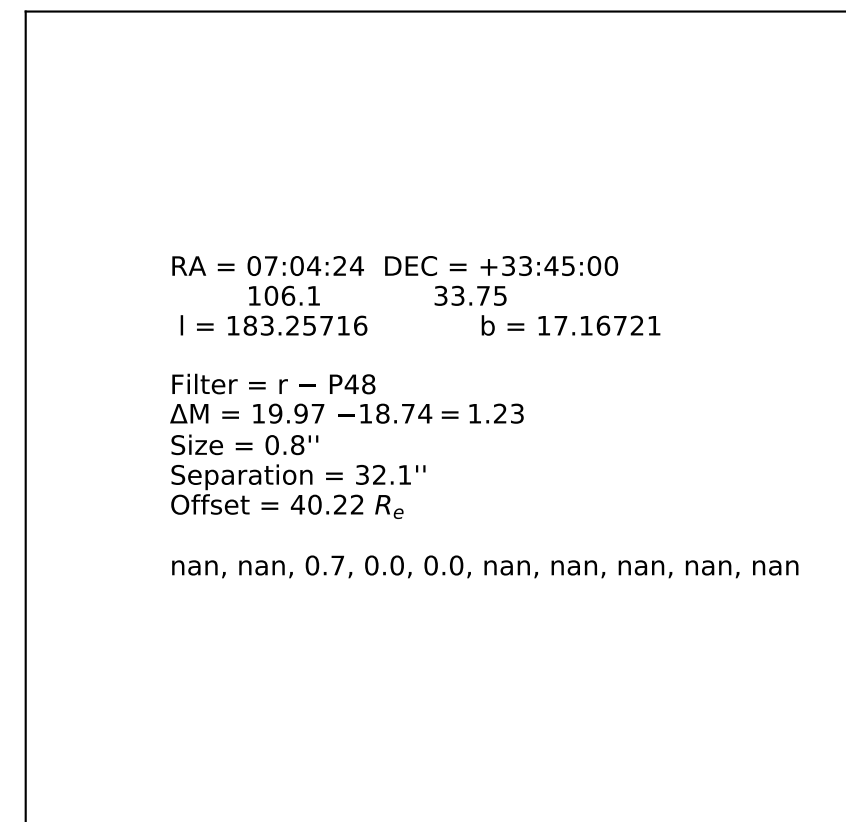 RA = 07:04:24 DEC = +33:45:00
106.1 33.75
l = 183.25716 b = 17.16721
Filter = r − P48
ΔM = 19.97 −18.74 = 1.23
Size = 0.8''
Separation = 32.1''
Offset = 40.22 Re
nan, nan, 0.7, 0.0, 0.0, nan, nan, nan, nan, nan